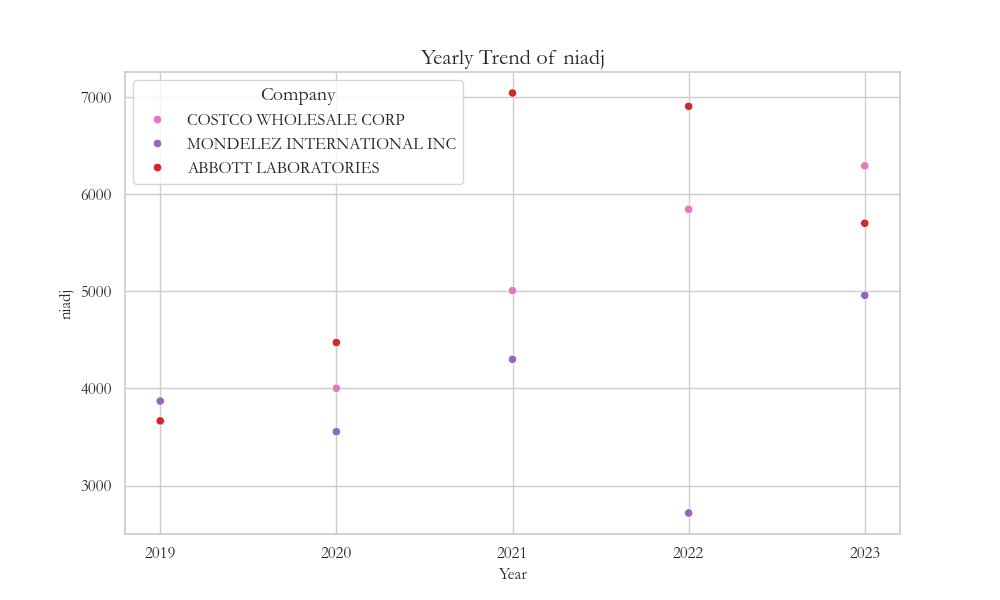 Yearly Trend of niadj
Company
COSTCO WHOLESALE CORP
MONDELEZ INTERNATIONAL INC
ABBOTT LABORATORIES
7000
6000
5000
4000
3000
niadj
2019 2020 2021 2022 2023
Year